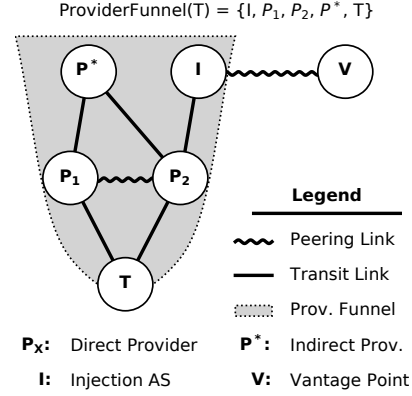 ProviderFunnel(T) = {I, P₁, P₂, P*, T}
P* I V
P₁ P₂
T
Legend
Peering Link
Transit Link
Prov. Funnel
Pₓ: Direct Provider P*: Indirect Prov.
I: Injection AS V: Vantage Point